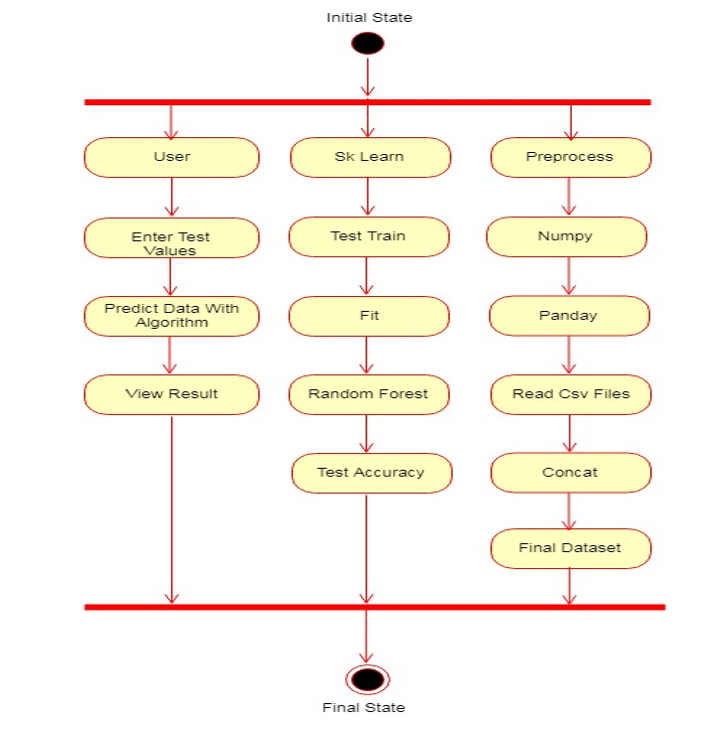 Initial State
User
Enter Test
Values
Predict Data With
Algorithm
View Result
Sk Learn
Test Train
Fit
Random Forest
Test Accuracy
Preprocess
Numpy
Panday
Read Csv Files
Concat
Final Dataset
Final State